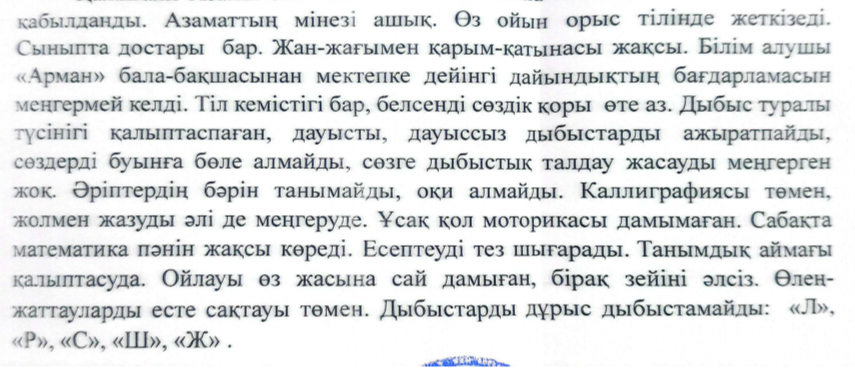 қабылданды. Азаматтың мінезі ашық. Өз ойын орыс тілінде жеткізеді.
Сыныпта достары бар. Жан-жағымен қарым-қатынасы жақсы. Білім алушы
«Арман» бала-бақшасынан мектепке дейінгі дайындықтың бағдарламасын
меңгермей келді. Тіл кемістігі бар, белсенді сөздік қоры өте аз. Дыбыс туралы
түсінігі қалыптаспаған, дауысты, дауыссыз дыбыстарды ажыратпайды,
сөздерді буынға бөле алмайды, сөзге дыбыстық талдау жасауды меңгерген
жоқ. Әріптердің бәрін танымайды, оқи алмайды. Каллиграфиясы төмен,
жолмен жазуды әлі де меңгеруде. Ұсақ қол моторикасы дамымаған. Сабақта
математика пәнін жақсы көреді. Есептеуді тез шығарады. Танымдық аймағы
қалыптасуда. Ойлауы өз жасына сай дамыған, бірақ зейіні әлсіз. Өлең-
жаттауларды есте сақтауы төмен. Дыбыстарды дұрыс дыбыстамайды: «Л»,
«Р», «С», «Ш», «Ж» .